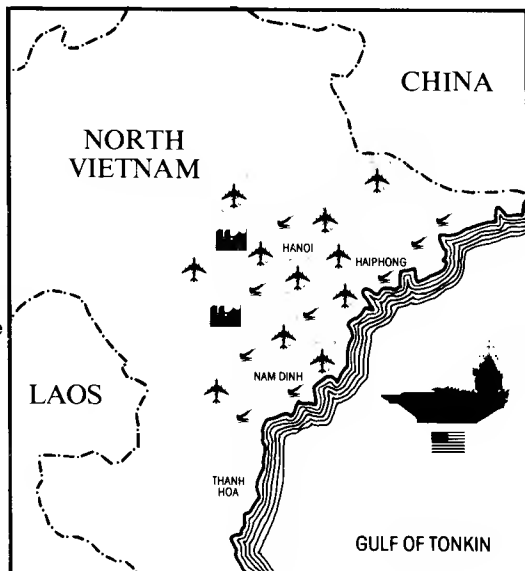 CHINA
NORTH
VIETNAM
HANOI
HAIPHONG
NAM DINH
LAOS
THANH
HOA
GULF OF TONKIN